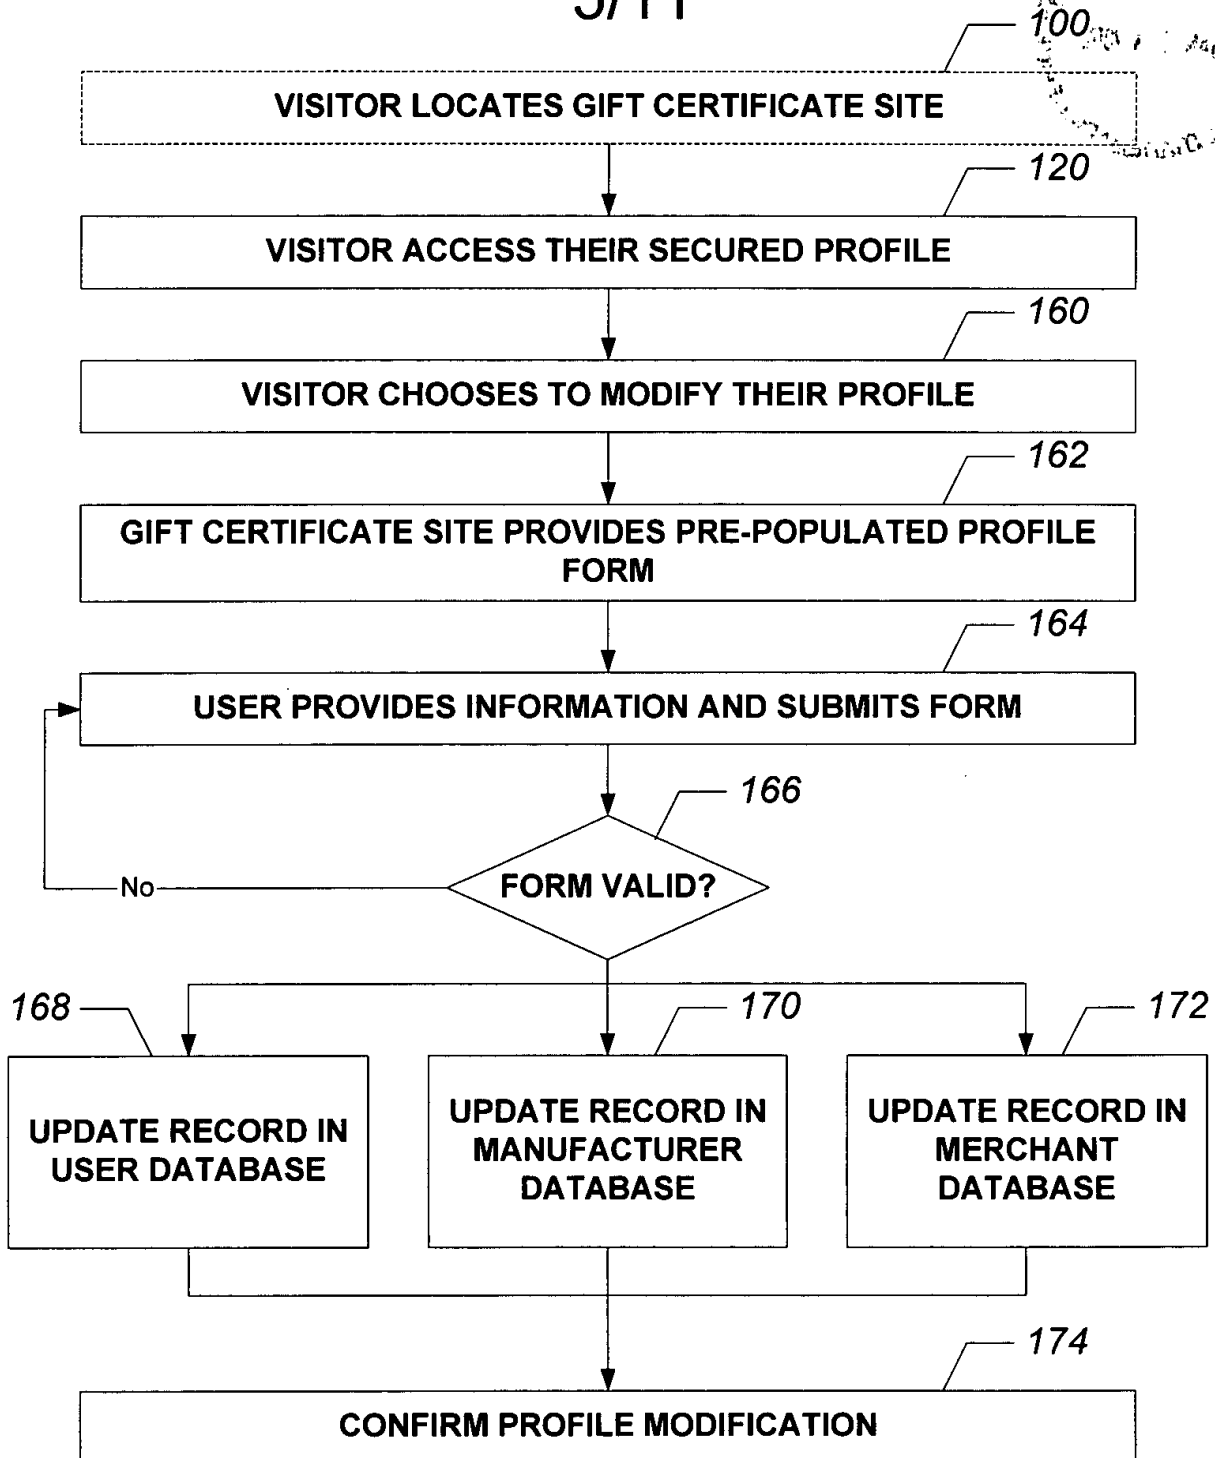 5/11
100
VISITOR LOCATES GIFT CERTIFICATE SITE
120
VISITOR ACCESS THEIR SECURED PROFILE
160
VISITOR CHOOSES TO MODIFY THEIR PROFILE
162
GIFT CERTIFICATE SITE PROVIDES PRE-POPULATED PROFILE
FORM
164
USER PROVIDES INFORMATION AND SUBMITS FORM
166
FORM VALID?
No
168
170
172
UPDATE RECORD IN
USER DATABASE
UPDATE RECORD IN
MANUFACTURER
DATABASE
UPDATE RECORD IN
MERCHANT
DATABASE
174
CONFIRM PROFILE MODIFICATION